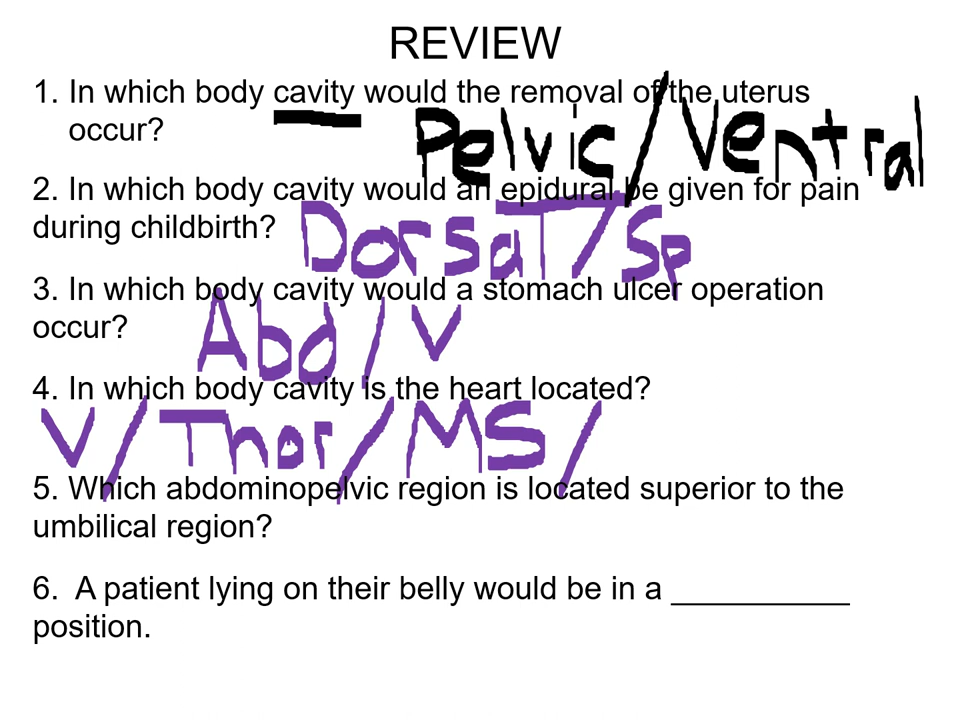 REVIEW
1. In which body cavity would the removal of the uterus
occur?
Pelvic/Ventral
2. In which body cavity would an epidural be given for pain
during childbirth?
Dorsal/Sp
3. In which body cavity would a stomach ulcer operation
occur?
Abd/V
4. In which body cavity is the heart located?
V/Thor/MS/
5. Which abdominopelvic region is located superior to the
umbilical region?
6. A patient lying on their belly would be in a __________
position.